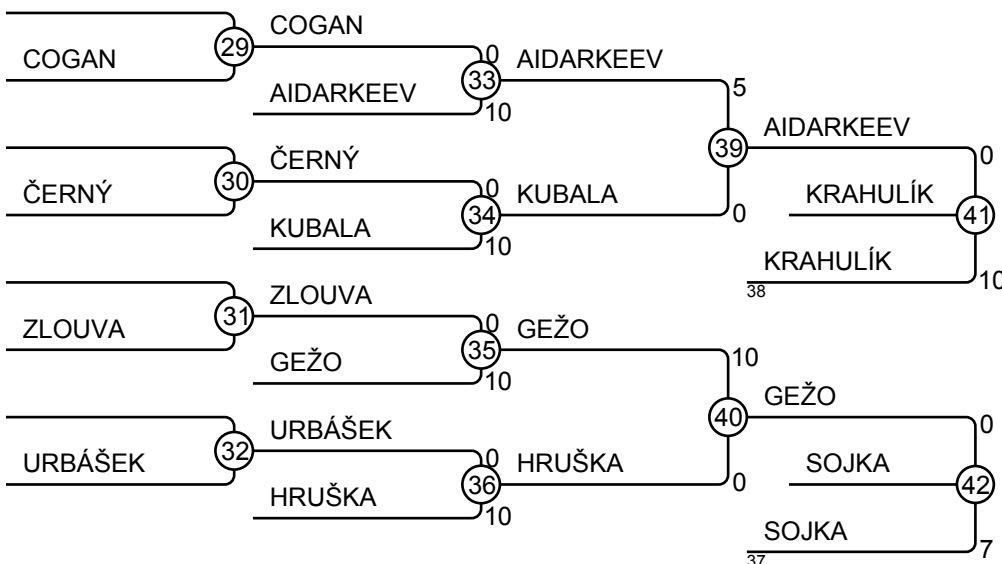 COGAN
29
COGAN
0
33
AIDARKEEV
AIDARKEEV
10
5
39
AIDARKEEV
0
ČERNÝ
30
ČERNÝ
0
34
KUBALA
KUBALA
10
0
KRAHULÍK
41
KRAHULÍK
38
10
ZLOUVA
31
ZLOUVA
0
35
GEŽO
GEŽO
10
10
40
GEŽO
0
URBÁŠEK
32
URBÁŠEK
0
36
HRUŠKA
HRUŠKA
10
0
SOJKA
42
SOJKA
37
7